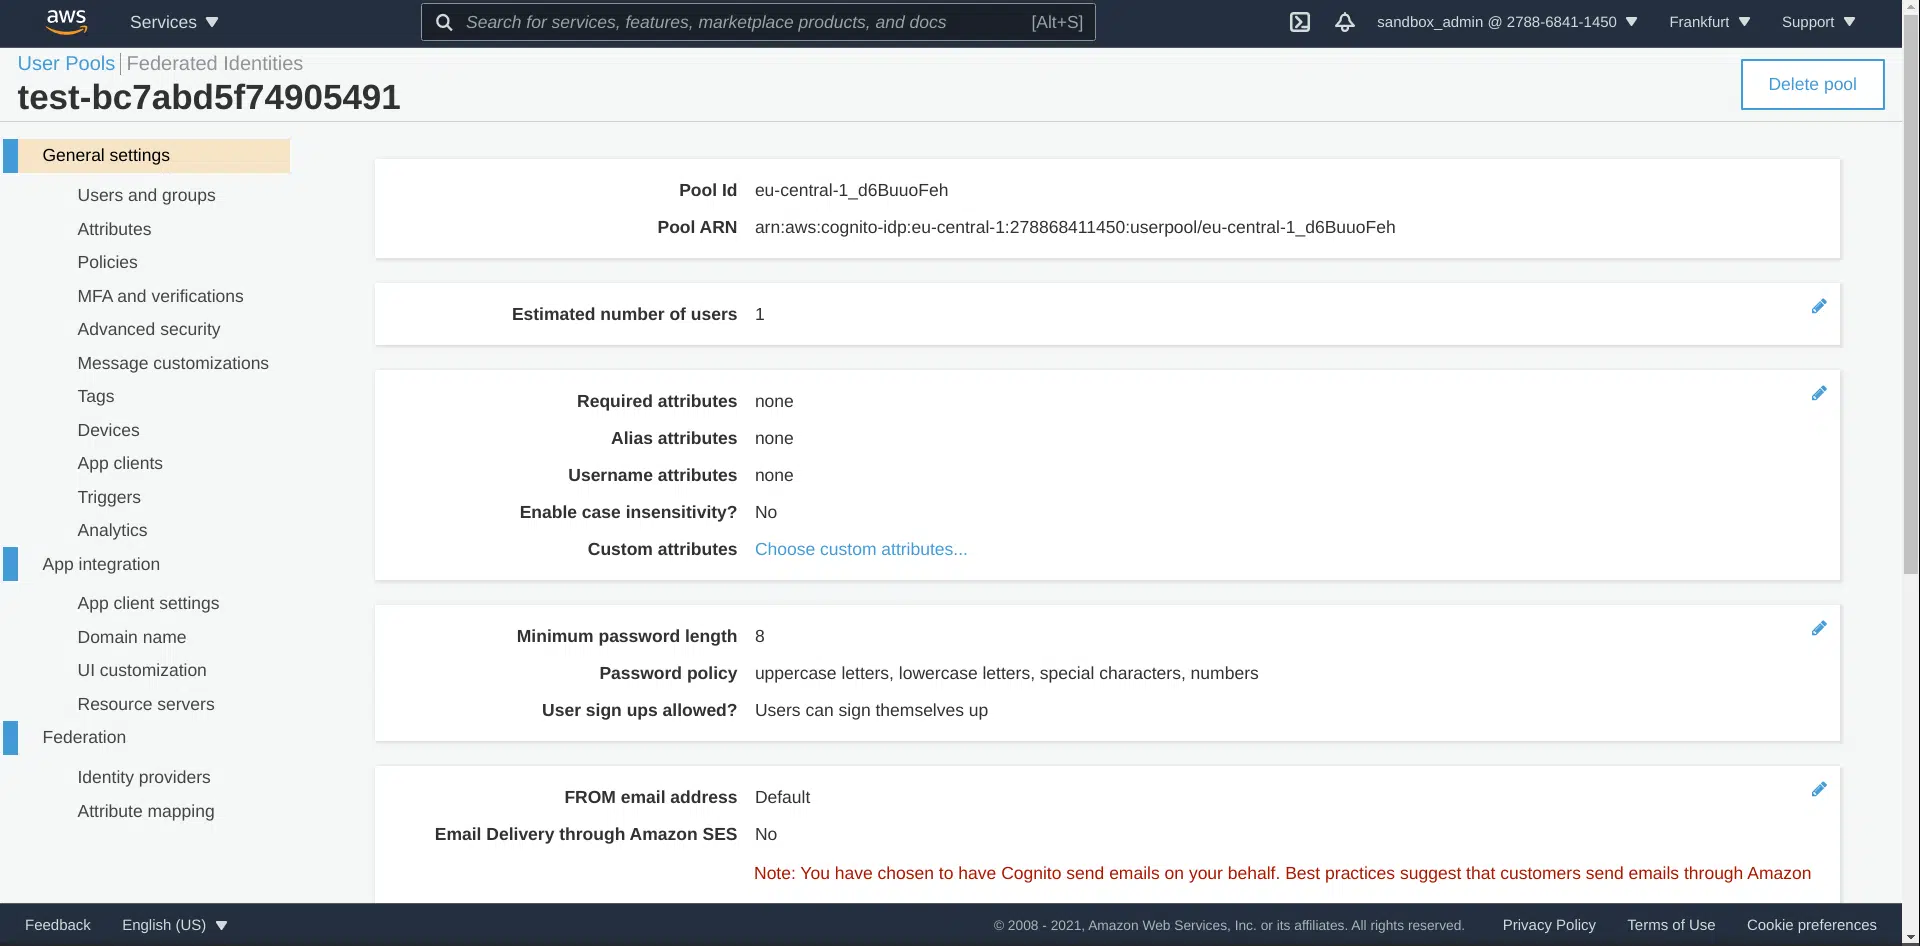 aws Services Search for services, features, marketplace products, and docs [Alt+S] sandbox_admin @ 2788-6841-1450 Frankfurt Support
User Pools Federated Identities
test-bc7abd5f74905491
Delete pool
General settings
Users and groups
Attributes
Policies
MFA and verifications
Advanced security
Message customizations
Tags
Devices
App clients
Triggers
Analytics
App integration
App client settings
Domain name
UI customization
Resource servers
Federation
Identity providers
Attribute mapping
Pool Id eu-central-1_d6BuuoFeh
Pool ARN arn:aws:cognito-idp:eu-central-1:278868411450:userpool/eu-central-1_d6BuuoFeh
Estimated number of users 1
Required attributes none
Alias attributes none
Username attributes none
Enable case insensitivity? No
Custom attributes Choose custom attributes...
Minimum password length 8
Password policy uppercase letters, lowercase letters, special characters, numbers
User sign ups allowed? Users can sign themselves up
FROM email address Default
Email Delivery through Amazon SES No
Note: You have chosen to have Cognito send emails on your behalf. Best practices suggest that customers send emails through Amazon
Feedback English (US) © 2008 - 2021, Amazon Web Services, Inc. or its affiliates. All rights reserved. Privacy Policy Terms of Use Cookie preferences